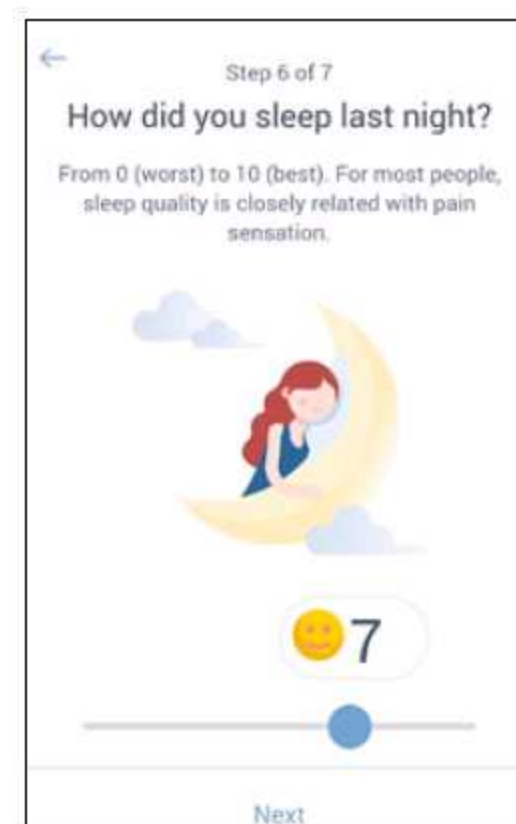 Step 6 of 7
How did you sleep last night?
From 0 (worst) to 10 (best). For most people,
sleep quality is closely related with pain
sensation.
7
Next